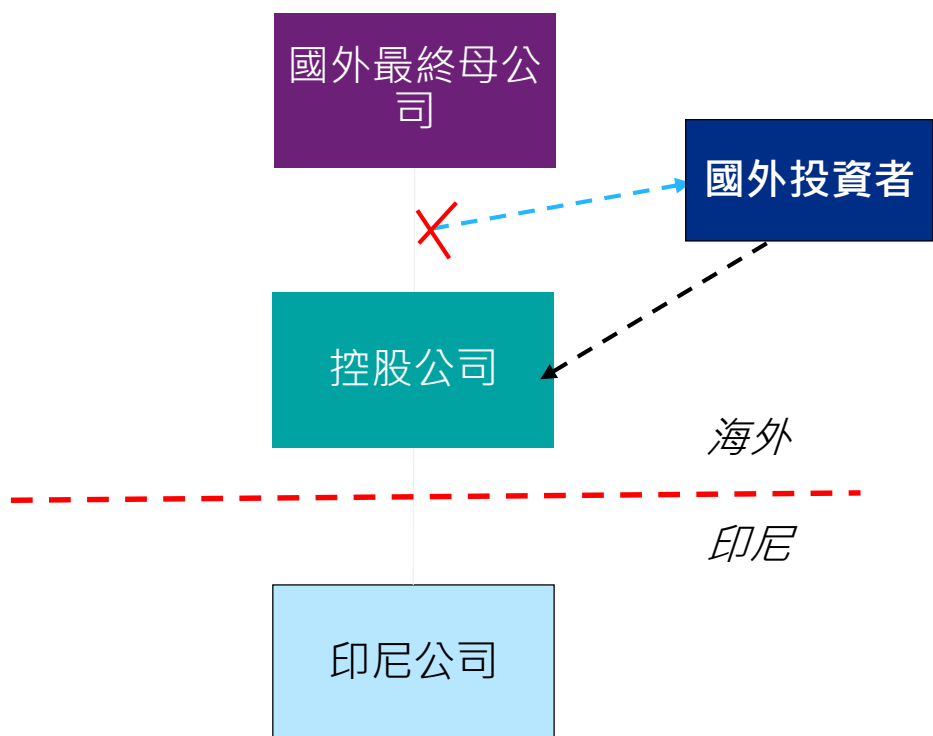 國外最終母公
司
國外投資者
控股公司
海外
印尼
印尼公司